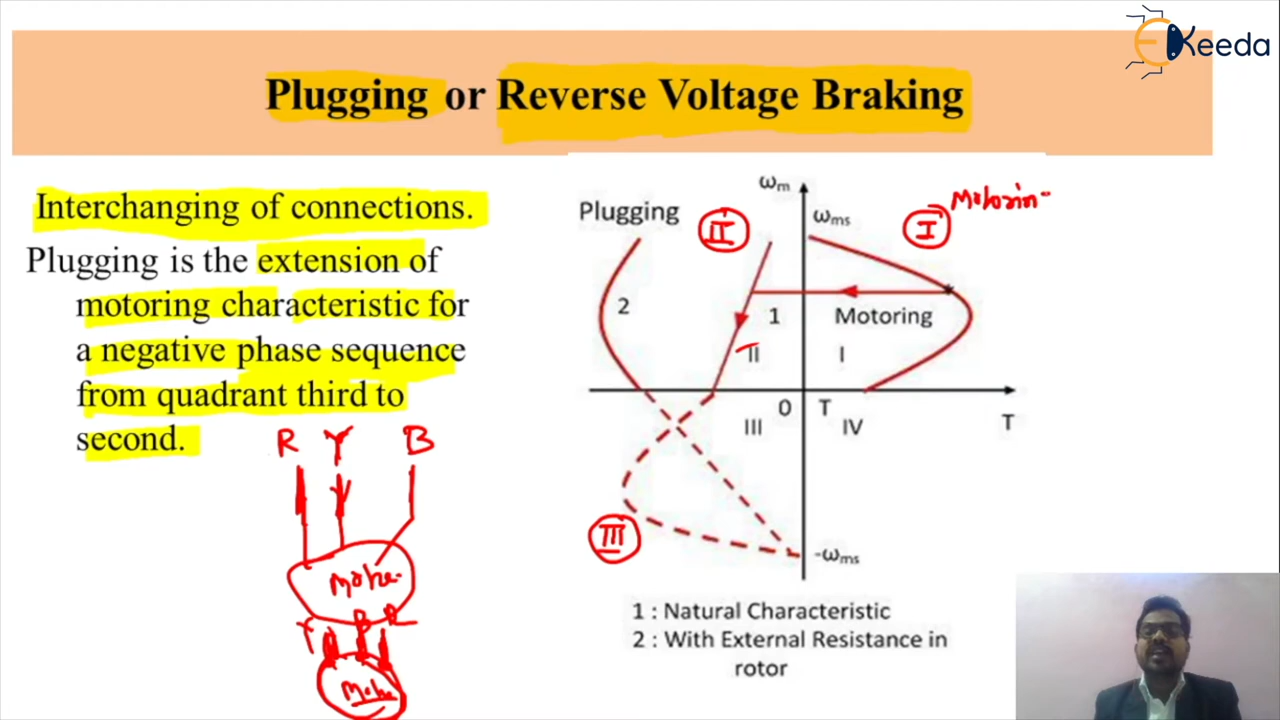 EKeeda
Plugging or Reverse Voltage Braking
Interchanging of connections.
Plugging is the extension of
motoring characteristic for
a negative phase sequence
from quadrant third to
second.
R Y B
Y B R
Plugging
II
ωm
ωms
I
Motoring
2
1
Motoring
II
I
O
T
III
IV
T
III
-ωms
1 : Natural Characteristic
2 : With External Resistance in
rotor